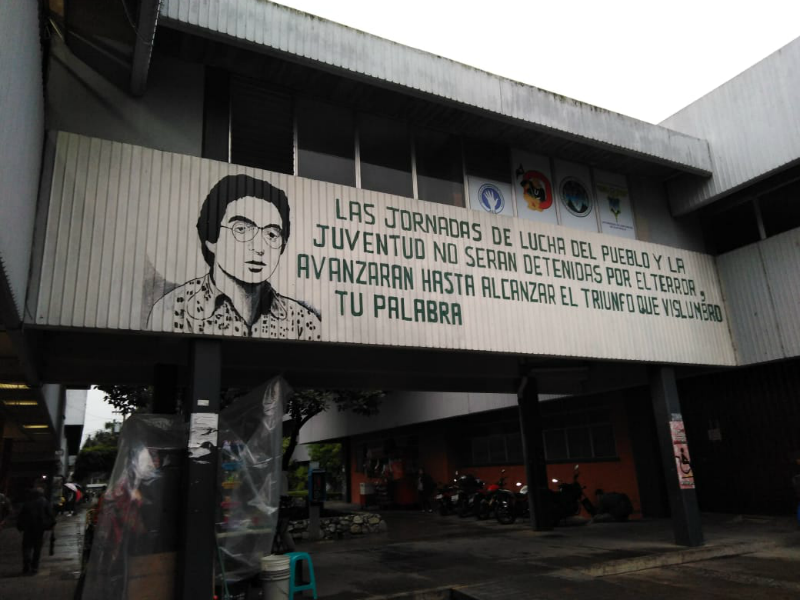 LAS JORNADAS DE LUCHA DEL PUEBLO Y LA
JUVENTUD NO SERAN DETENIDAS POR EL TERROR,
AVANZARAN HASTA ALCANZAR EL TRIUNFO QUE VISLUMBRO
TU PALABRA